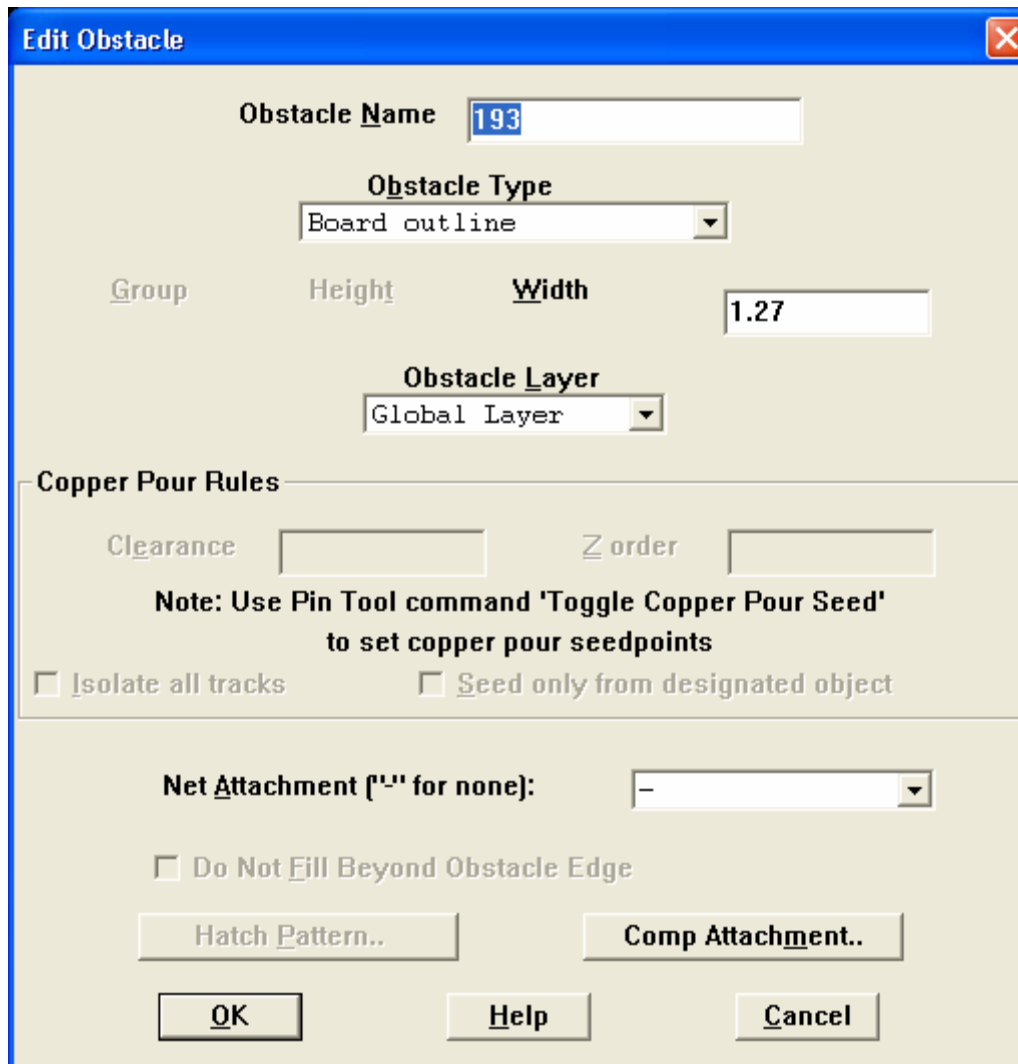 Edit Obstacle
Obstacle Name 193
Obstacle Type
Board outline
Group Height Width 1.27
Obstacle Layer
Global Layer
Copper Pour Rules
Clearance Z order
Note: Use Pin Tool command 'Toggle Copper Pour Seed'
to set copper pour seedpoints
Isolate all tracks Seed only from designated object
Net Attachment ("-" for none): -
Do Not Fill Beyond Obstacle Edge
Hatch Pattern.. Comp Attachment..
OK Help Cancel